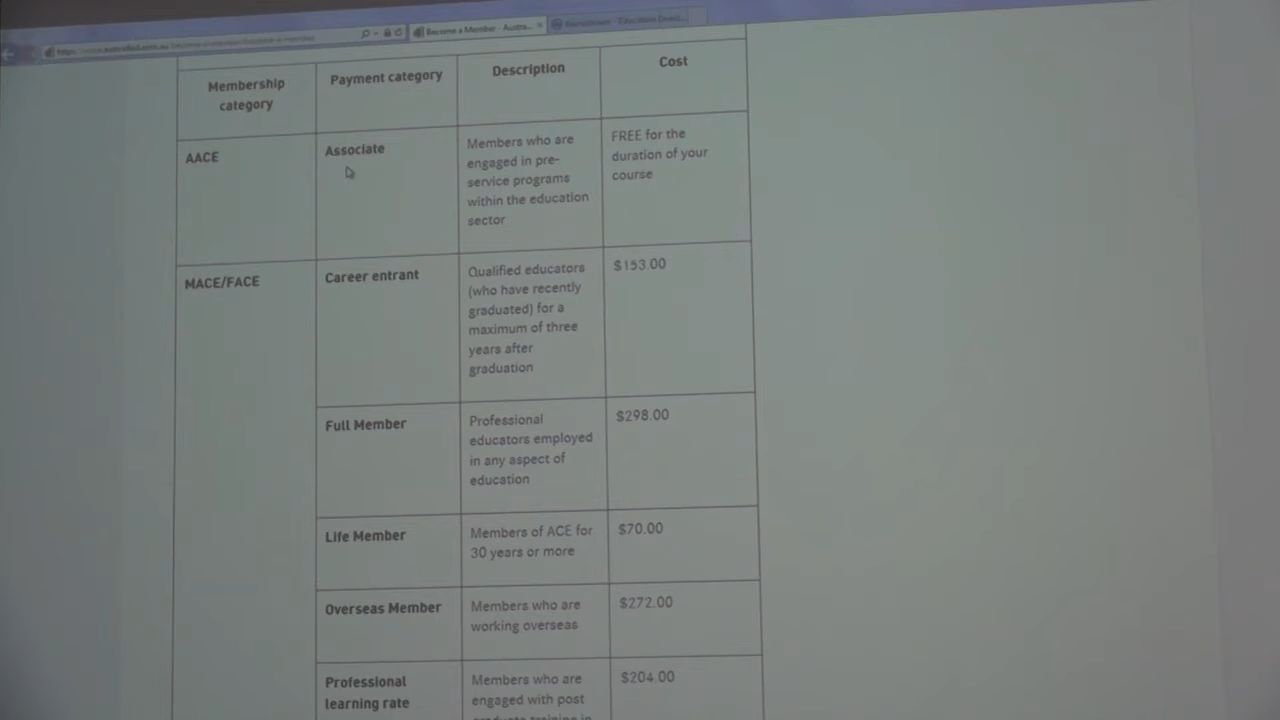 Become a Member - Austra...
Membership
category
Payment category
Description
Cost
AACE
Associate
Members who are
engaged in pre-
service programs
within the education
sector
FREE for the
duration of your
course
MACE/FACE
Career entrant
Qualified educators
(who have recently
graduated) for a
maximum of three
years after
graduation
$153.00
Full Member
Professional
educators employed
in any aspect of
education
$298.00
Life Member
Members of ACE for
30 years or more
$70.00
Overseas Member
Members who are
working overseas
$272.00
Professional
learning rate
Members who are
engaged with post
$204.00